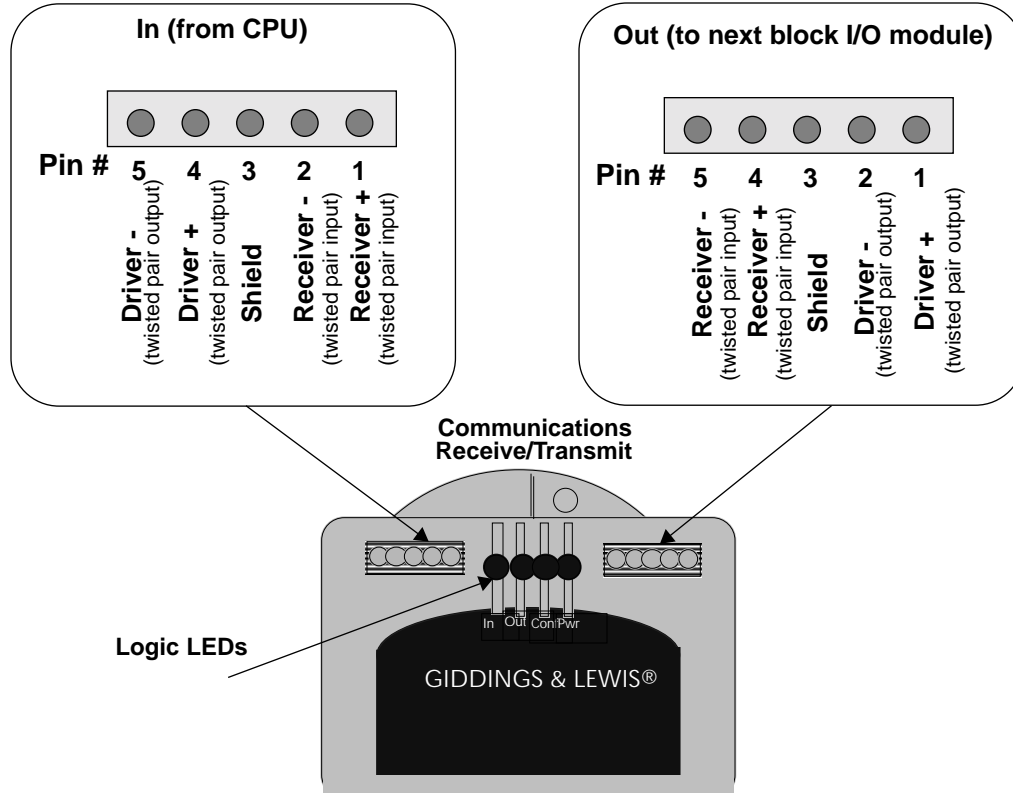 In (from CPU)
Pin #
5 4 3 2 1
Driver -
(twisted pair output)
Driver +
(twisted pair output)
Shield
Receiver -
(twisted pair input)
Receiver +
(twisted pair input)
Out (to next block I/O module)
Pin #
5 4 3 2 1
Receiver -
(twisted pair input)
Receiver +
(twisted pair input)
Shield
Driver -
(twisted pair output)
Driver +
(twisted pair output)
Communications
Receive/Transmit
Logic LEDs
In Out Conf Pwr
GIDDINGS & LEWIS®